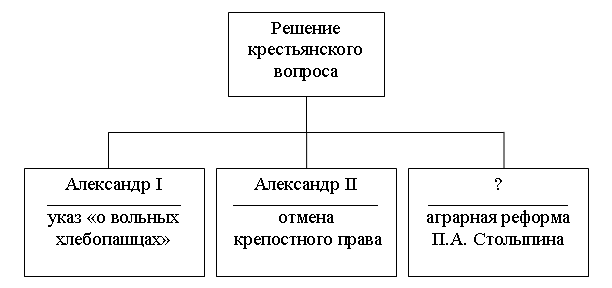 Решение
крестьянского
вопроса
Александр I
указ «о вольных
хлебопашцах»
Александр II
отмена
крепостного права
?
аграрная реформа
П.А. Столыпина